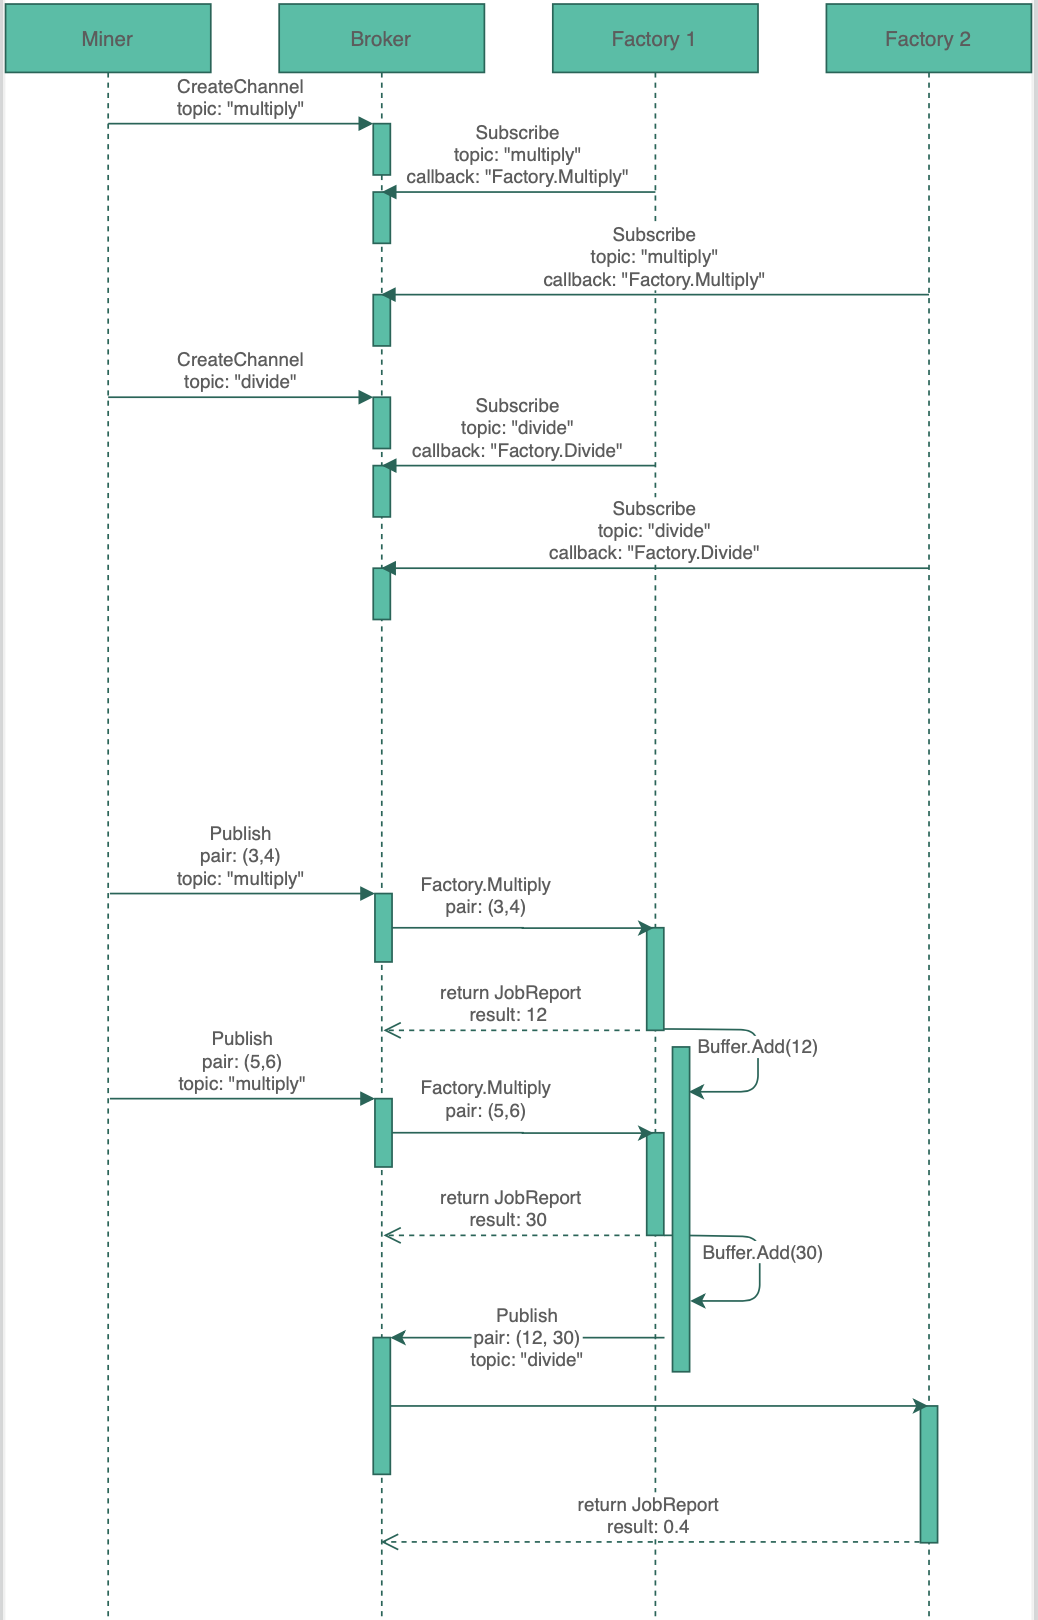 Miner
Broker
Factory 1
Factory 2
CreateChannel
topic: "multiply"
Subscribe
topic: "multiply"
callback: "Factory.Multiply"
Subscribe
topic: "multiply"
callback: "Factory.Multiply"
CreateChannel
topic: "divide"
Subscribe
topic: "divide"
callback: "Factory.Divide"
Subscribe
topic: "divide"
callback: "Factory.Divide"
Publish
pair: (3,4)
topic: "multiply"
Factory.Multiply
pair: (3,4)
return JobReport
result: 12
Buffer.Add(12)
Publish
pair: (5,6)
topic: "multiply"
Factory.Multiply
pair: (5,6)
return JobReport
result: 30
Buffer.Add(30)
Publish
pair: (12, 30)
topic: "divide"
return JobReport
result: 0.4